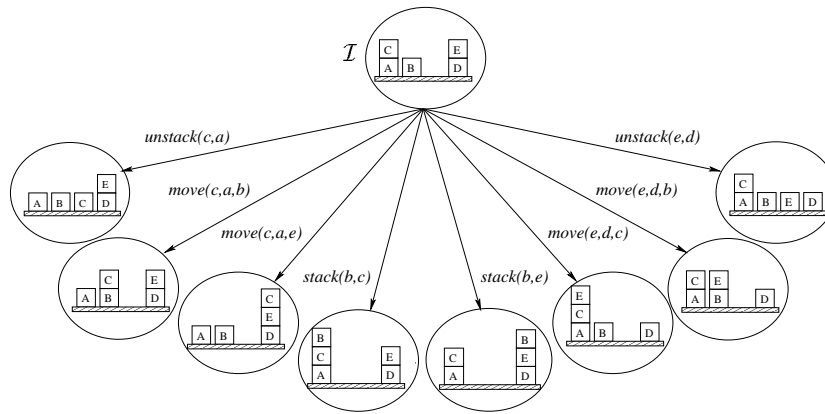 I
C E
A B D
unstack(c,a)
unstack(e,d)
move(c,a,b)
move(e,d,b)
move(c,a,e)
move(e,d,c)
stack(b,c)
stack(b,e)
E
A B C D
C
A B E D
C E
A B D
C E
A B D
C
E
A B D
E
C
A B D
B
C E
A D
B
C E
A D